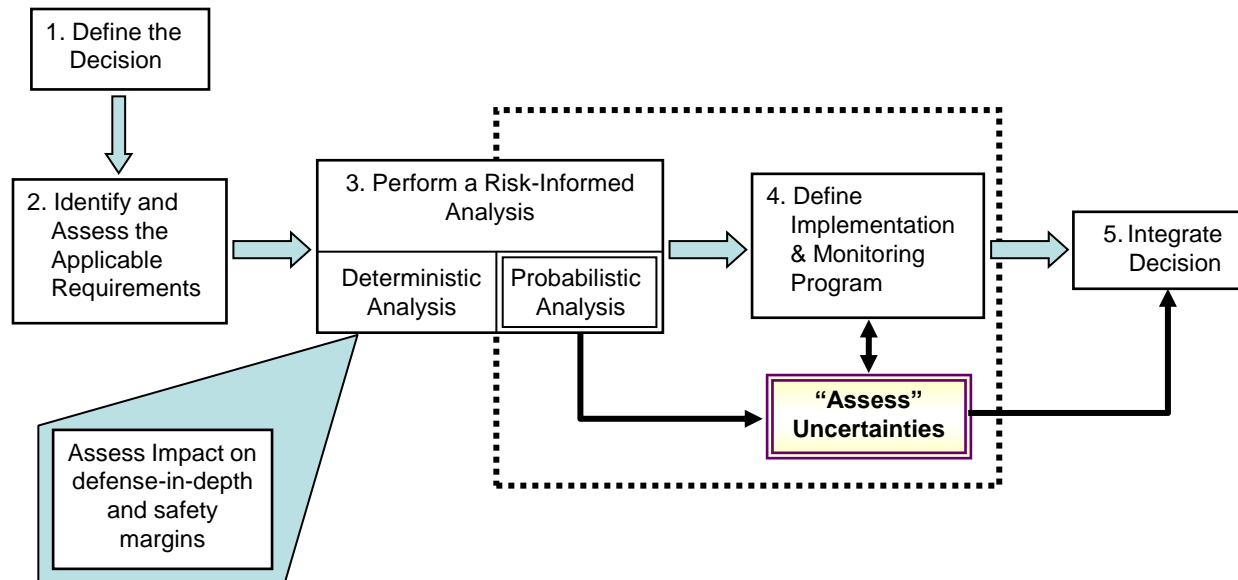 1. Define the
Decision
2. Identify and
Assess the
Applicable
Requirements
3. Perform a Risk-Informed
Analysis
Deterministic
Analysis
Probabilistic
Analysis
4. Define
Implementation
& Monitoring
Program
5. Integrate
Decision
“Assess”
Uncertainties
Assess Impact on
defense-in-depth
and safety
margins